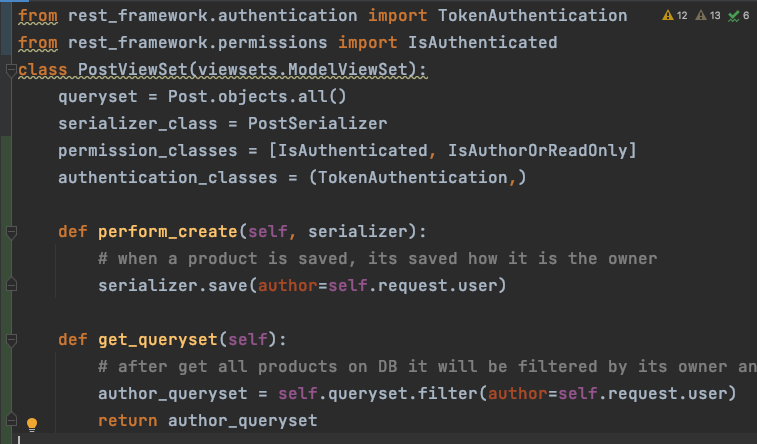 from rest_framework.authentication import TokenAuthentication 12 13 6
from rest_framework.permissions import IsAuthenticated
class PostViewSet(viewsets.ModelViewSet):
    queryset = Post.objects.all()
    serializer_class = PostSerializer
    permission_classes = [IsAuthenticated, IsAuthorOrReadOnly]
    authentication_classes = (TokenAuthentication,)
    def perform_create(self, serializer):
        # when a product is saved, its saved how it is the owner
        serializer.save(author=self.request.user)
    def get_queryset(self):
        # after get all products on DB it will be filtered by its owner an
        author_queryset = self.queryset.filter(author=self.request.user)
        return author_queryset